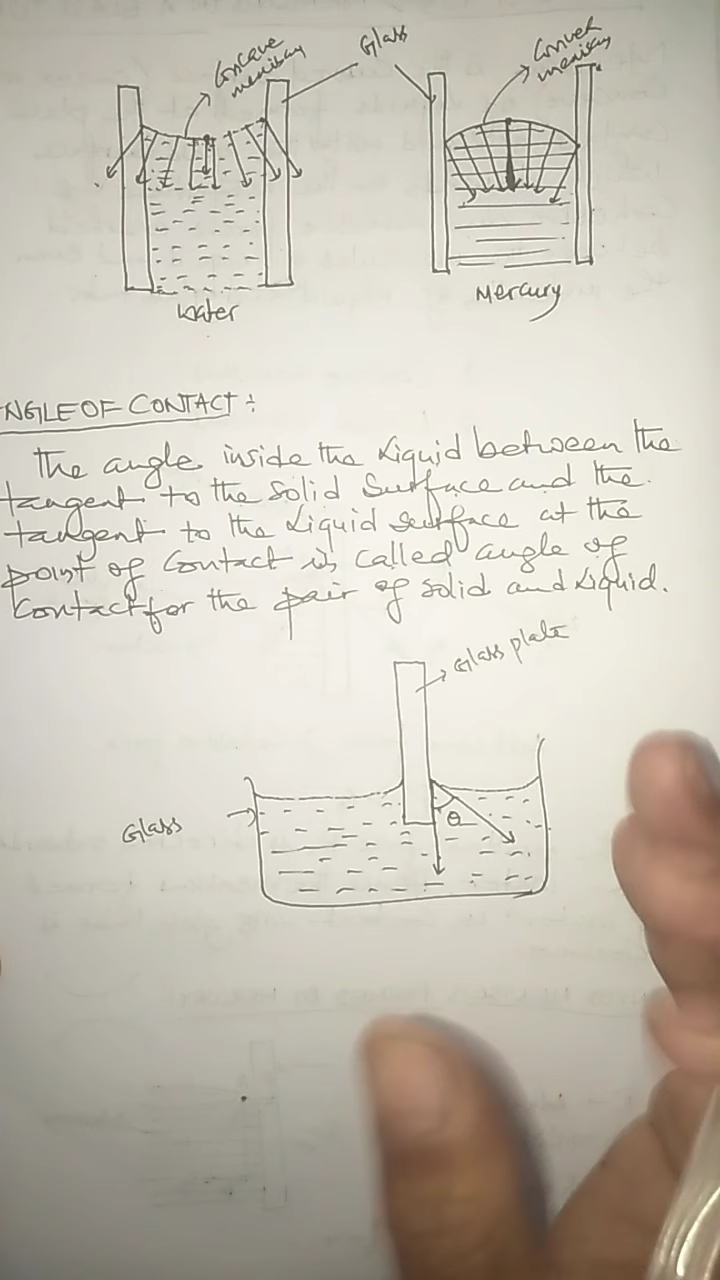 Concave
meniscus
Glass
Convex
meniscus
Water
Mercury
NGLE OF CONTACT :
The angle inside the Liquid between the
tangent to the solid Surface and the
tangent to the Liquid surface at the
point of Contact is called angle of
Contact for the pair of solid and Liquid.
Glass plate
Glass
θ